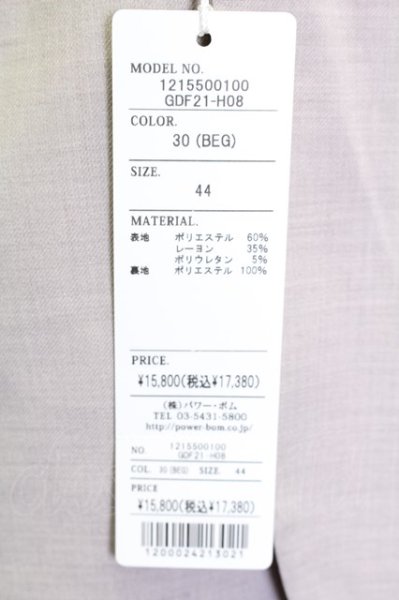 MODEL NO.
1215500100
GDF21-H08
COLOR.
30 (BEG)
SIZE.
44
MATERIAL.
表地 ポリエステル 60%
レーヨン 35%
ポリウレタン 5%
裏地 ポリエステル 100%
PRICE.
¥15,800(税込¥17,380)
(株)パワー・ボム
TEL 03-5431-5800
http://power-bom.co.jp/
NO. 1215500100
GDF21-H08
COL. 30 (BEG) SIZE. 44
PRICE
¥15,800(税込¥17,380)
1200024213021